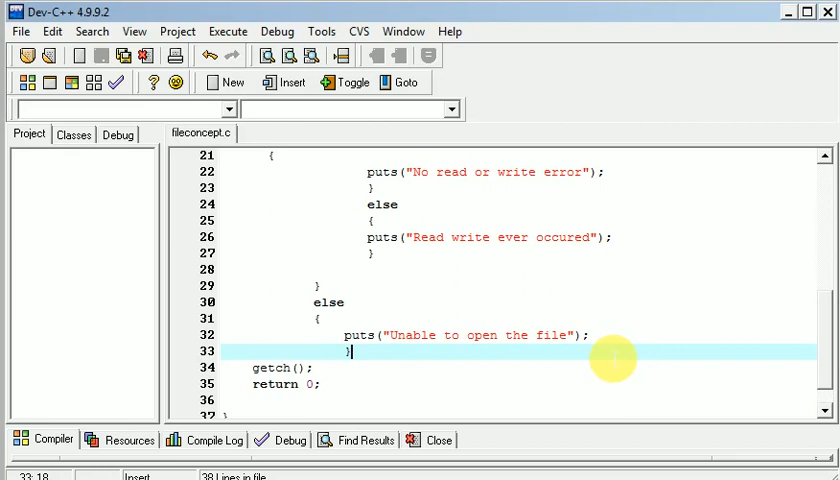 Dev-C++ 4.9.9.2
File Edit Search View Project Execute Debug Tools CVS Window Help
New Insert Toggle Goto
Project Classes Debug fileconcept.c
21 {
22 puts("No read or write error");
23 }
24 else
25 {
26 puts("Read write ever occured");
27 }
28
29 }
30 else
31 {
32 puts("Unable to open the file");
33 }
34 getch();
35 return 0;
36
37 }
Compiler Resources Compile Log Debug Find Results Close
33: 18 Insert 38 Lines in file